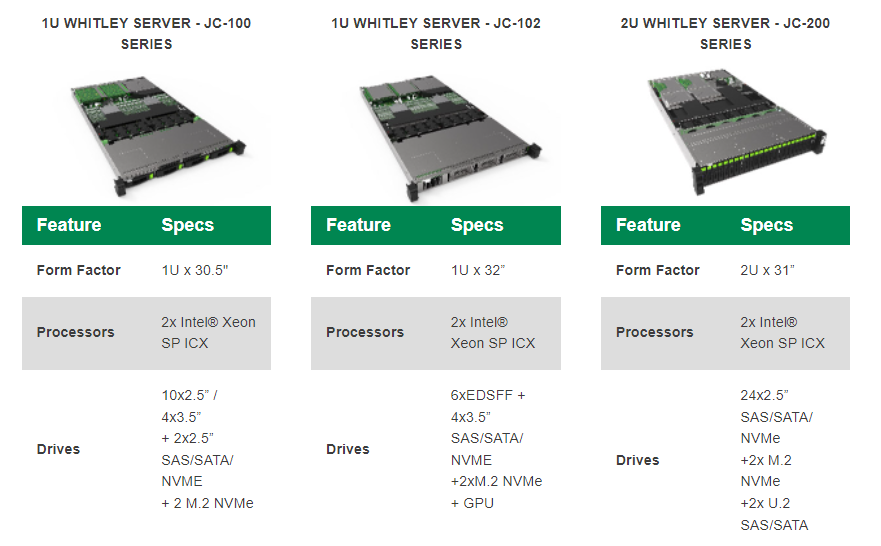 1U WHITLEY SERVER - JC-100
SERIES
Feature Specs
Form Factor 1U x 30.5"
Processors 2x Intel® Xeon
SP ICX
Drives 10x2.5” /
4x3.5”
+ 2x2.5”
SAS/SATA/
NVME
+ 2 M.2 NVMe
1U WHITLEY SERVER - JC-102
SERIES
Feature Specs
Form Factor 1U x 32”
Processors 2x Intel®
Xeon SP ICX
Drives 6xEDSFF +
4x3.5”
SAS/SATA/
NVME
+2xM.2 NVMe
+ GPU
2U WHITLEY SERVER - JC-200
SERIES
Feature Specs
Form Factor 2U x 31”
Processors 2x Intel®
Xeon SP ICX
Drives 24x2.5”
SAS/SATA/
NVMe
+2x M.2
NVMe
+2x U.2
SAS/SATA